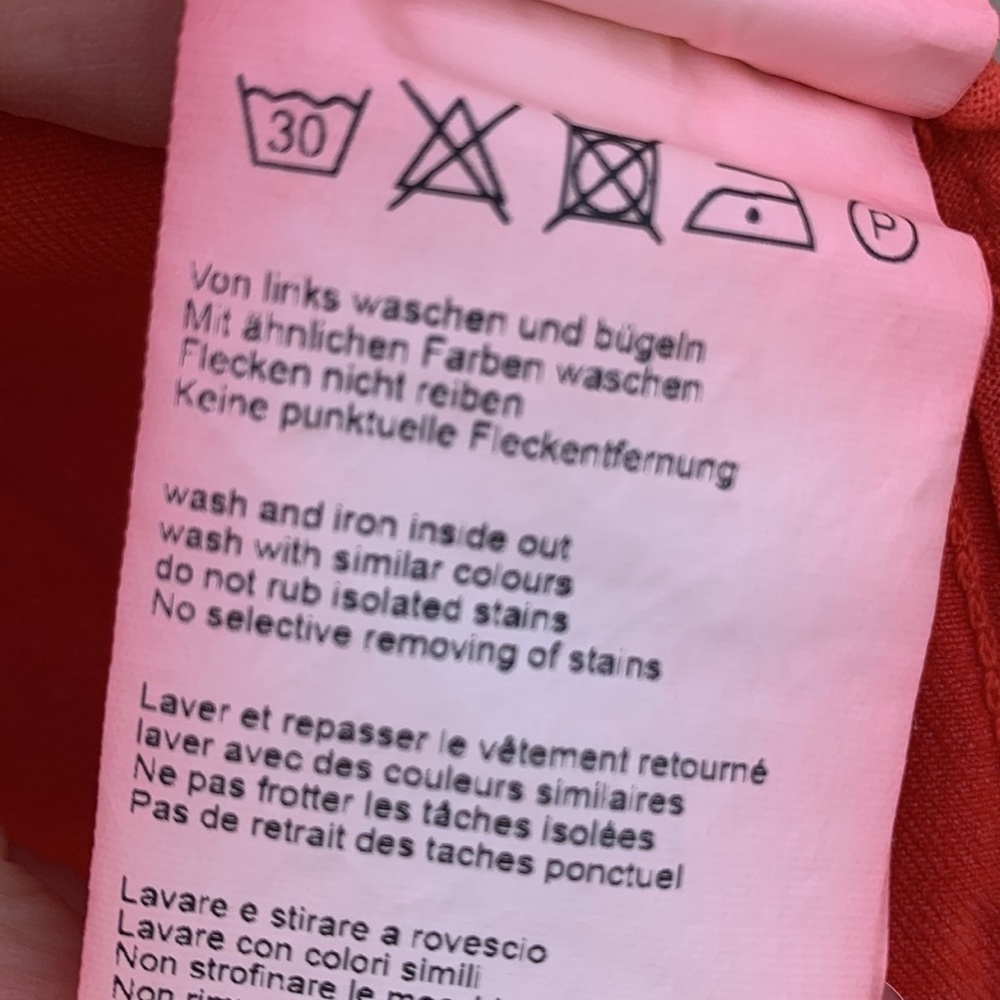 30
P
Von links waschen und bügeln
Mit ähnlichen Farben waschen
Flecken nicht reiben
Keine punktuelle Fleckentfernung
wash and iron inside out
wash with similar colours
do not rub isolated stains
No selective removing of stains
Laver et repasser le vêtement retourné
laver avec des couleurs similaires
Ne pas frotter les tâches isolées
Pas de retrait des taches ponctuel
Lavare e stirare a rovescio
Lavare con colori simili
Non strofinare le
Non